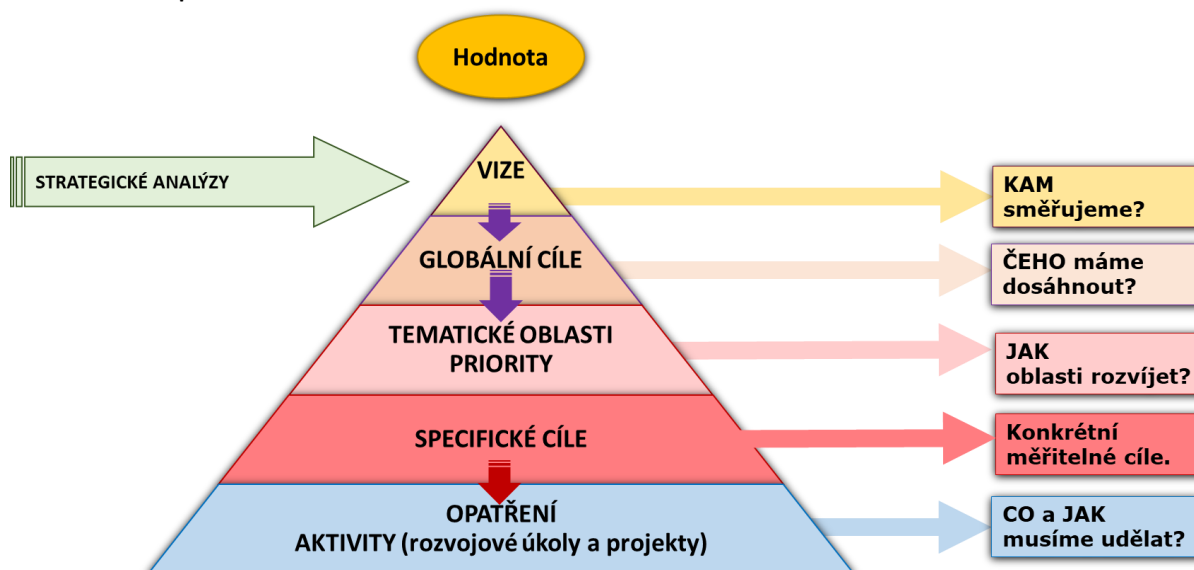 Hodnota
STRATEGICKÉ ANALÝZY
VIZE
KAM
směřujeme?
GLOBÁLNÍ CÍLE
ČEHO máme
dosáhnout?
TEMATICKÉ OBLASTI
PRIORITY
JAK
oblasti rozvíjet?
SPECIFICKÉ CÍLE
Konkrétní
měřitelné cíle.
OPATŘENÍ
AKTIVITY (rozvojové úkoly a projekty)
CO a JAK
musíme udělat?